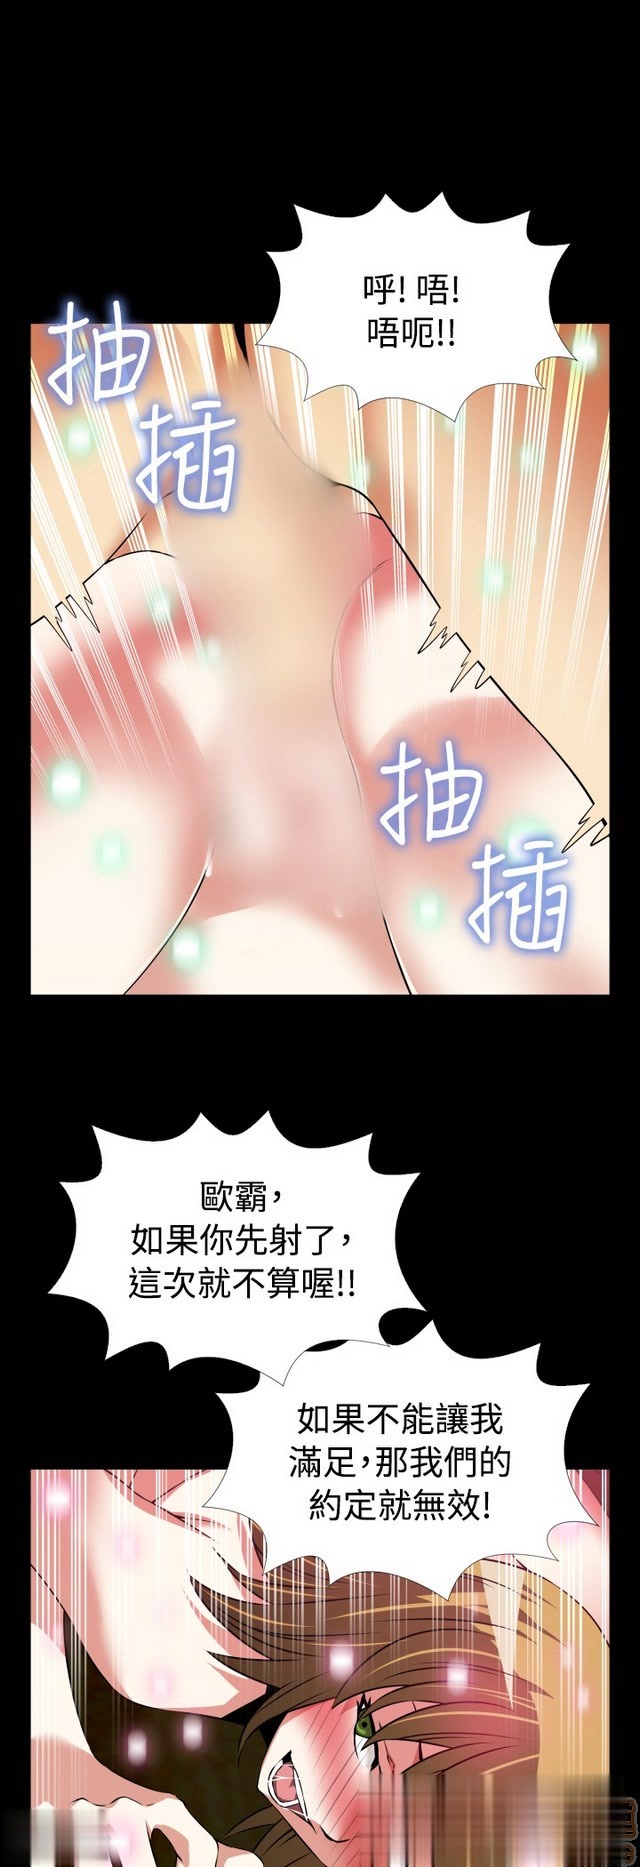 呼! 唔!
唔呃!!
抽
插
抽
插
歐霸,
如果你先射了,
這次就不算喔!!
如果不能讓我
滿足,那我們的
約定就無效!